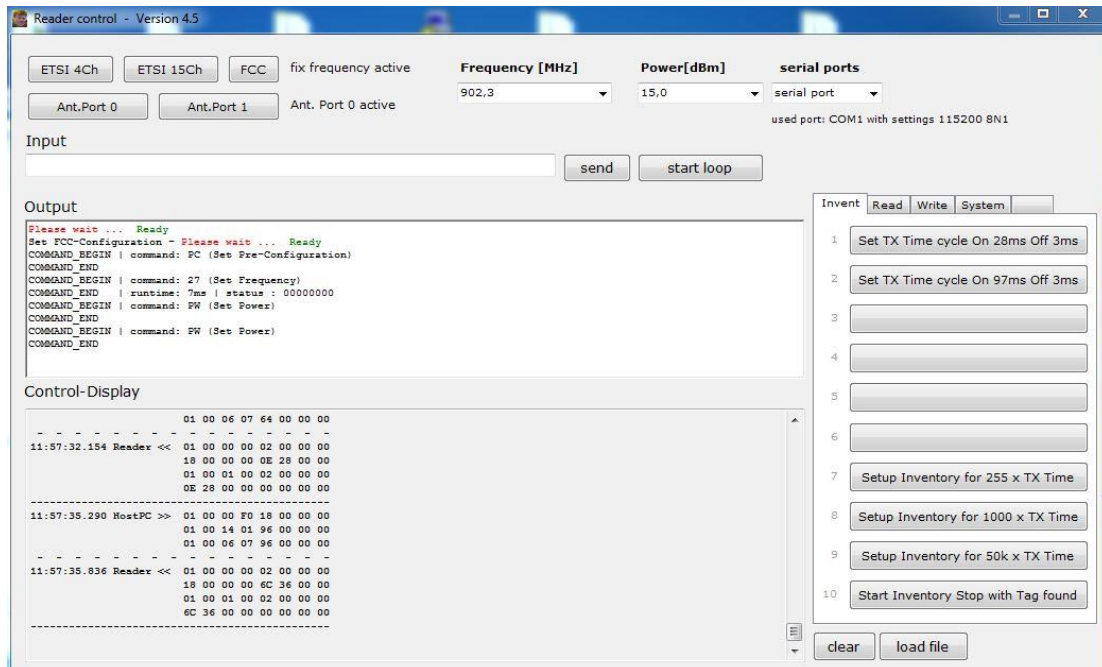 Reader control - Version 4.5
ETSI 4Ch ETSI 15Ch FCC fix frequency active Frequency [MHz] Power[dBm] serial ports
902,3 15,0 serial port
Ant.Port 0 Ant.Port 1 Ant. Port 0 active
used port: COM1 with settings 115200 8N1
Input
send start loop
Output
Please wait ... Ready
Set FCC-Configuration - Please wait ... Ready
COMMAND_BEGIN | command: PC (Set Pre-Configuration)
COMMAND_END
COMMAND_BEGIN | command: 27 (Set Frequency)
COMMAND_END | runtime: 7ms | status : 00000000
COMMAND_BEGIN | command: PW (Set Power)
COMMAND_END
COMMAND_BEGIN | command: PW (Set Power)
COMMAND_END
Control-Display
01 00 06 07 64 00 00 00
- - - - - - - - - - - - - - - -
11:57:32.154 Reader << 01 00 00 00 02 00 00 00
18 00 00 00 0E 28 00 00
01 00 01 00 02 00 00 00
0E 28 00 00 00 00 00 00
--------------------------------------------------
11:57:35.290 HostPC >> 01 00 00 F0 18 00 00 00
01 00 14 01 96 00 00 00
01 00 06 07 96 00 00 00
- - - - - - - - - - - - - - - -
11:57:35.836 Reader << 01 00 00 00 02 00 00 00
18 00 00 00 6C 36 00 00
01 00 01 00 02 00 00 00
6C 36 00 00 00 00 00 00
--------------------------------------------------
Invent Read Write System
1 Set TX Time cycle On 28ms Off 3ms
2 Set TX Time cycle On 97ms Off 3ms
3
4
5
6
7 Setup Inventory for 255 x TX Time
8 Setup Inventory for 1000 x TX Time
9 Setup Inventory for 50k x TX Time
10 Start Inventory Stop with Tag found
clear load file